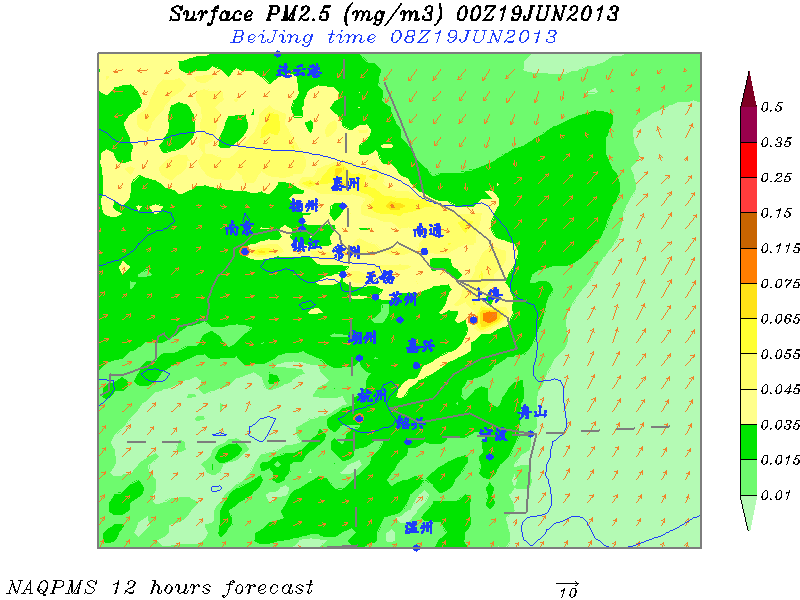 Surface PM2.5 (mg/m3) 00Z19JUN2013
BeiJing time 08Z19JUN2013
连云港
泰州
扬州
南京
南通
镇江
常州
无锡
苏州
上海
湖州
嘉兴
杭州
绍兴
舟山
宁波
温州
0.5
0.35
0.25
0.15
0.115
0.075
0.065
0.055
0.045
0.035
0.015
0.01
NAQPMS 12 hours forecast
10